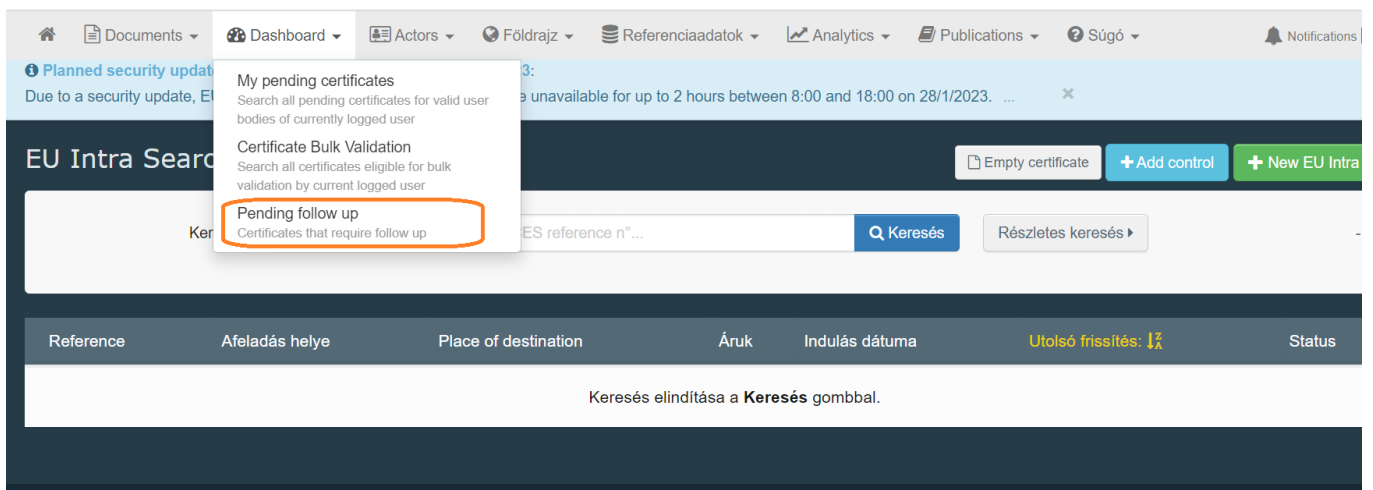 Documents
Dashboard
Actors
Földrajz
Referenciaadatok
Analytics
Publications
Súgó
Notifications
Planned security updat
3:
Due to a security update, EU
e unavailable for up to 2 hours between 8:00 and 18:00 on 28/1/2023. ...
My pending certificates
Search all pending certificates for valid user
bodies of currently logged user
Certificate Bulk Validation
Search all certificates eligible for bulk
validation by current logged user
Pending follow up
Certificates that require follow up
EU Intra Searc
Empty certificate
Add control
New EU Intra
Ker
CES reference n°...
Keresés
Részletes keresés
Reference
Afeladás helye
Place of destination
Áruk
Indulás dátuma
Utolsó frissítés:
Status
Keresés elindítása a Keresés gombbal.